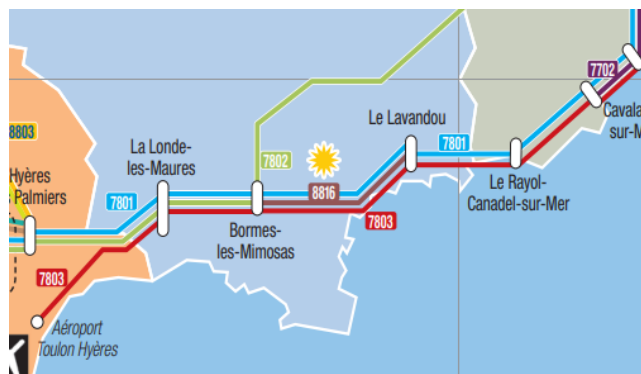 7702
8803
Le Lavandou
7801
Cavala
sur-M
La Londe-
les-Maures
7802
Hyères
Palmiers
7801
8816
Le Rayol-
Canadel-sur-Mer
7803
Bormes-
les-Mimosas
7803
Aéroport
Toulon Hyères